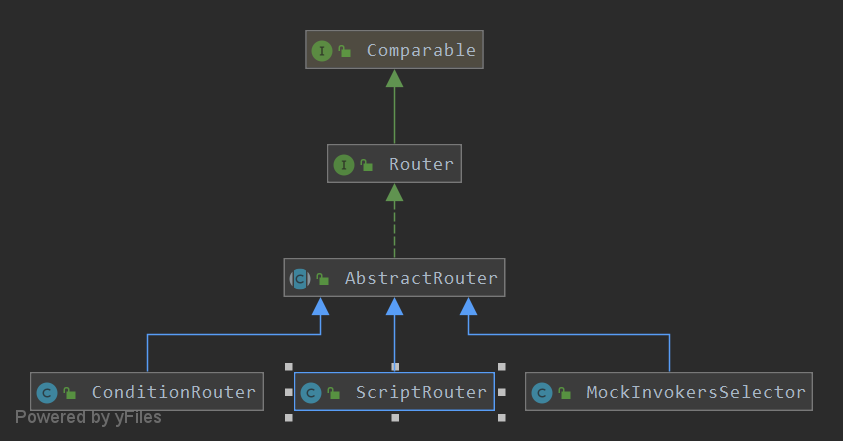 I Comparable
I Router
C AbstractRouter
C ConditionRouter
C ScriptRouter
C MockInvokersSelector
Powered by yFiles